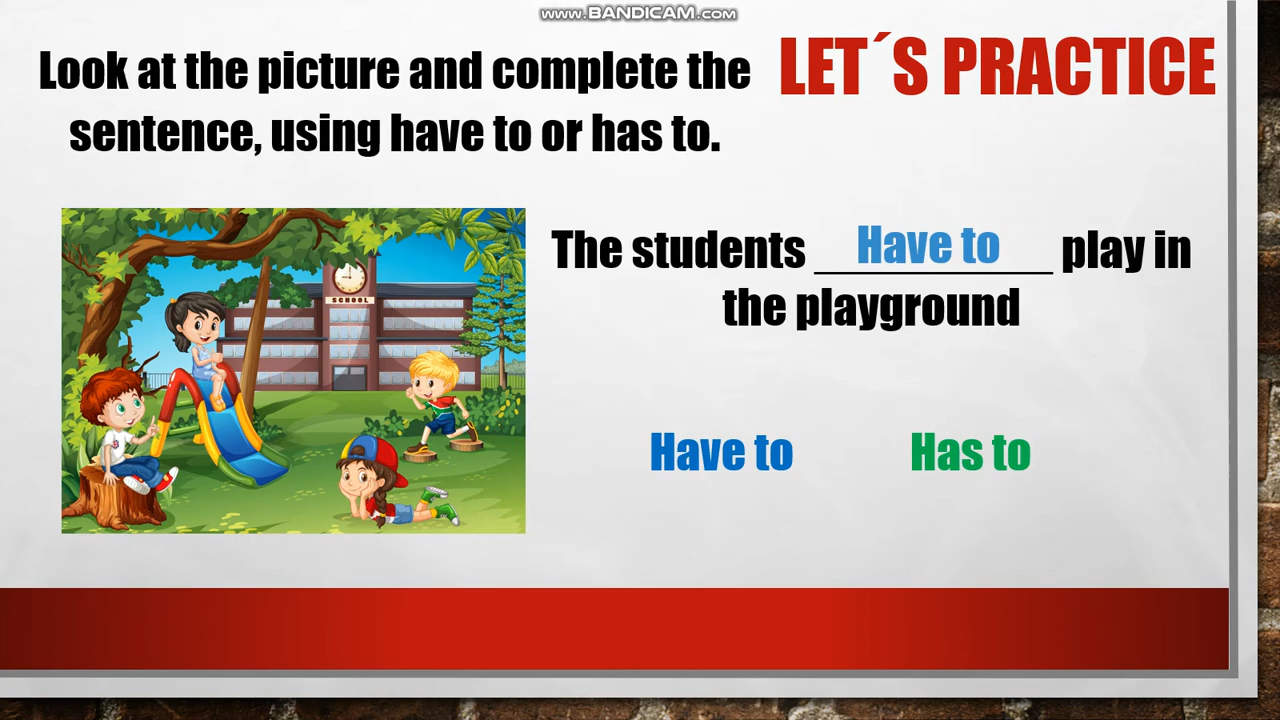 www.BANDICAM.com
LET´S PRACTICE
Look at the picture and complete the
sentence, using have to or has to.
SCHOOL
The students Have to play in
the playground
Have to
Has to